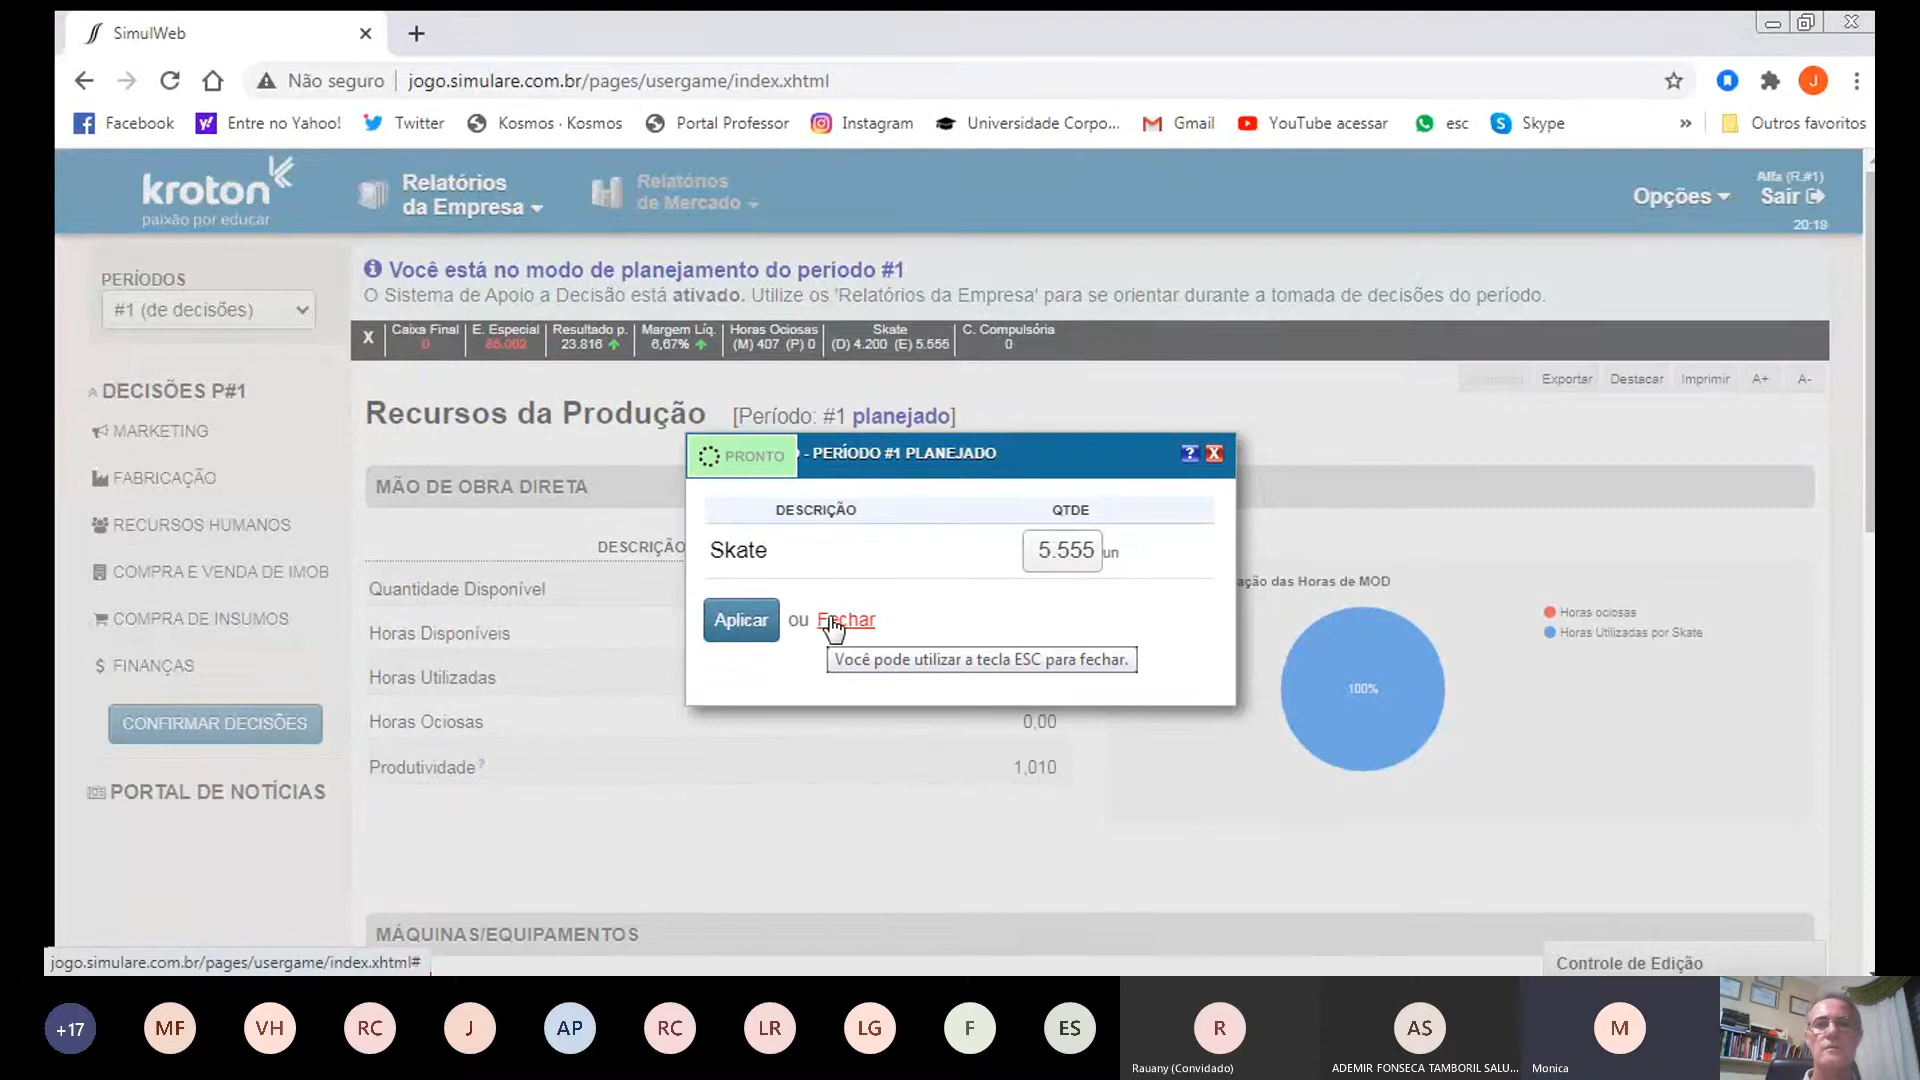 SimulWeb
Não seguro
jogo.simulare.com.br/pages/usergame/index.xhtml
J
Facebook
Entre no Yahoo!
Twitter
Kosmos · Kosmos
Portal Professor
Instagram
Universidade Corpo...
Gmail
YouTube acessar
esc
Skype
»
Outros favoritos
kroton
paixão por educar
Relatórios
da Empresa
Relatórios
de Mercado
Opções
Alfa (R.#1)
Sair
20:18
PERÍODOS
#1 (de decisões)
Você está no modo de planejamento do período #1
O Sistema de Apoio a Decisão está ativado. Utilize os 'Relatórios da Empresa' para se orientar durante a tomada de decisões do período.
X
Caixa Final
0
E. Especial
85.002
Resultado p.
23.816
Margem Líq.
6,67%
Horas Ociosas
(M) 407 (P) 0
Skate
(D) 4.200 (E) 5.555
C. Compulsória
0
Exportar
Destacar
Imprimir
A+
A-
DECISÕES P#1
MARKETING
FABRICAÇÃO
RECURSOS HUMANOS
COMPRA E VENDA DE IMOB
COMPRA DE INSUMOS
$ FINANÇAS
CONFIRMAR DECISÕES
PORTAL DE NOTÍCIAS
Recursos da Produção [Período: #1 planejado]
MÃO DE OBRA DIRETA
DESCRIÇÃO
Quantidade Disponível
Horas Disponíveis
Horas Utilizadas
Horas Ociosas
0,00
Produtividade?
1,010
PRONTO
- PERÍODO #1 PLANEJADO
?
X
DESCRIÇÃO
QTDE
Skate
5.555 un
Aplicar ou Fechar
Você pode utilizar a tecla ESC para fechar.
ação das Horas de MOD
Horas ociosas
Horas Utilizadas por Skate
100%
MÁQUINAS/EQUIPAMENTOS
Controle de Edição
jogo.simulare.com.br/pages/usergame/index.xhtml#
+17
MF
VH
RC
J
AP
RC
LR
LG
F
ES
R
Rauany (Convidado)
AS
ADEMIR FONSECA TAMBORIL SALU...
M
Monica